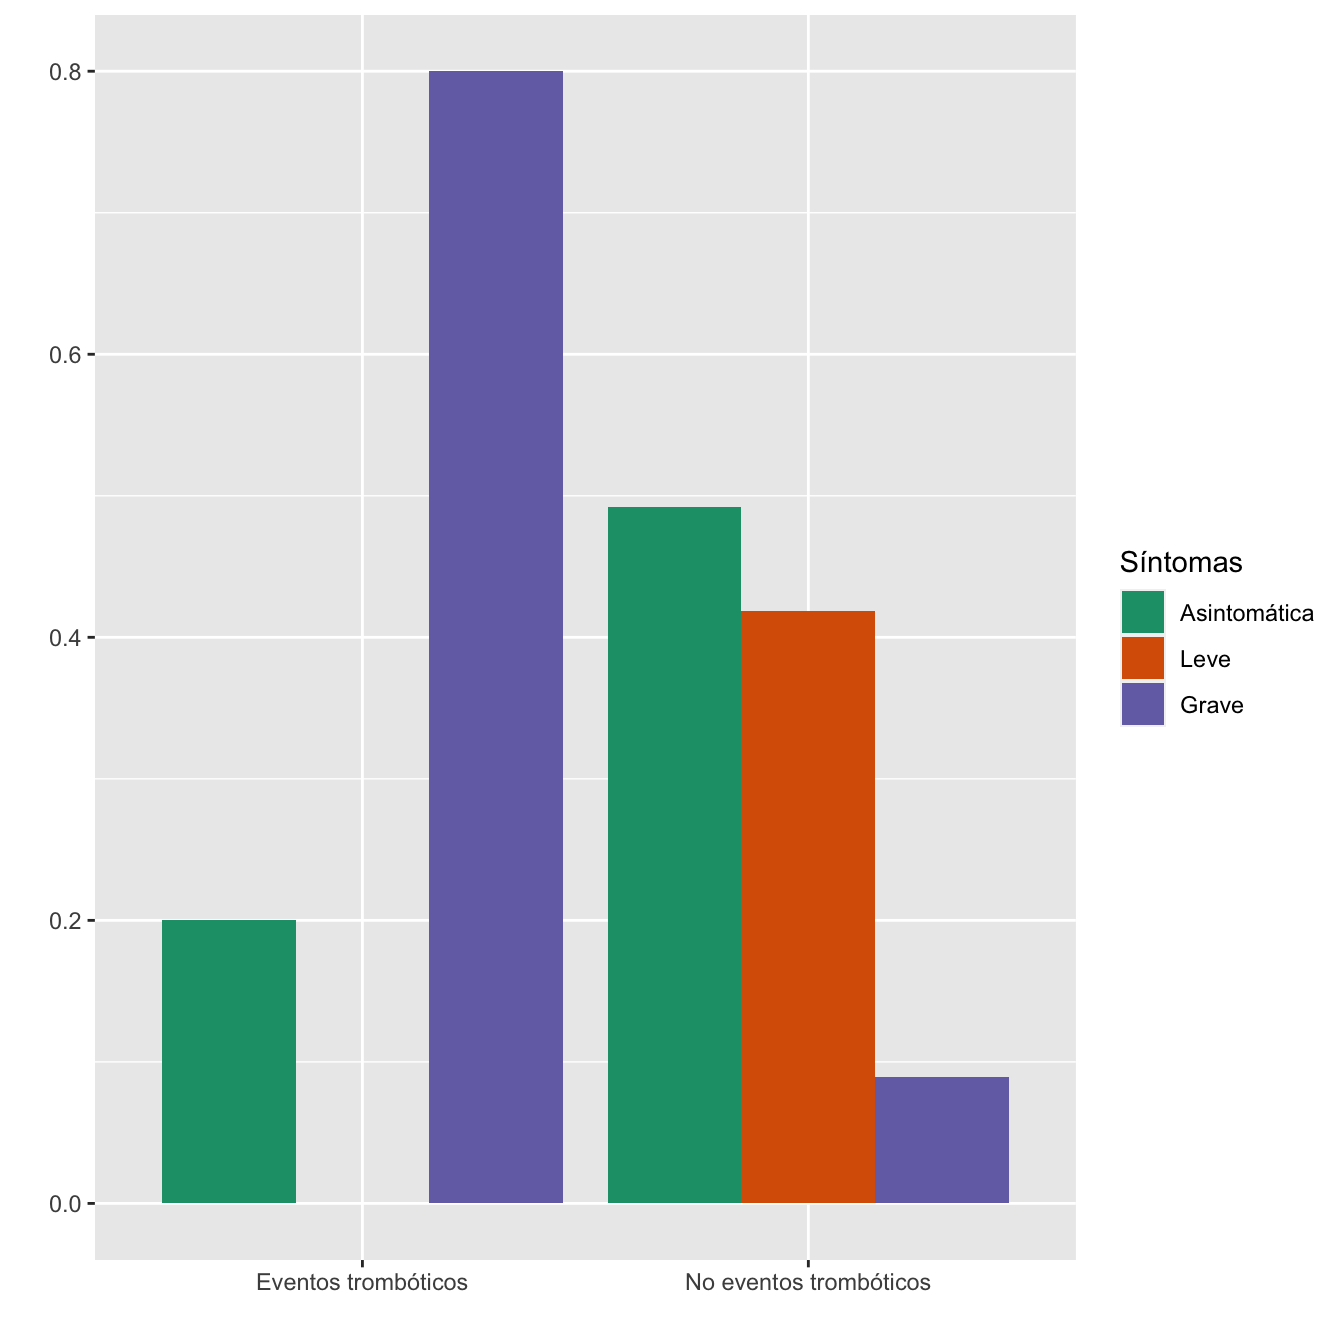 0.8
0.6
0.4
0.2
0.0
Eventos trombóticos
No eventos trombóticos
Síntomas
Asintomática
Leve
Grave